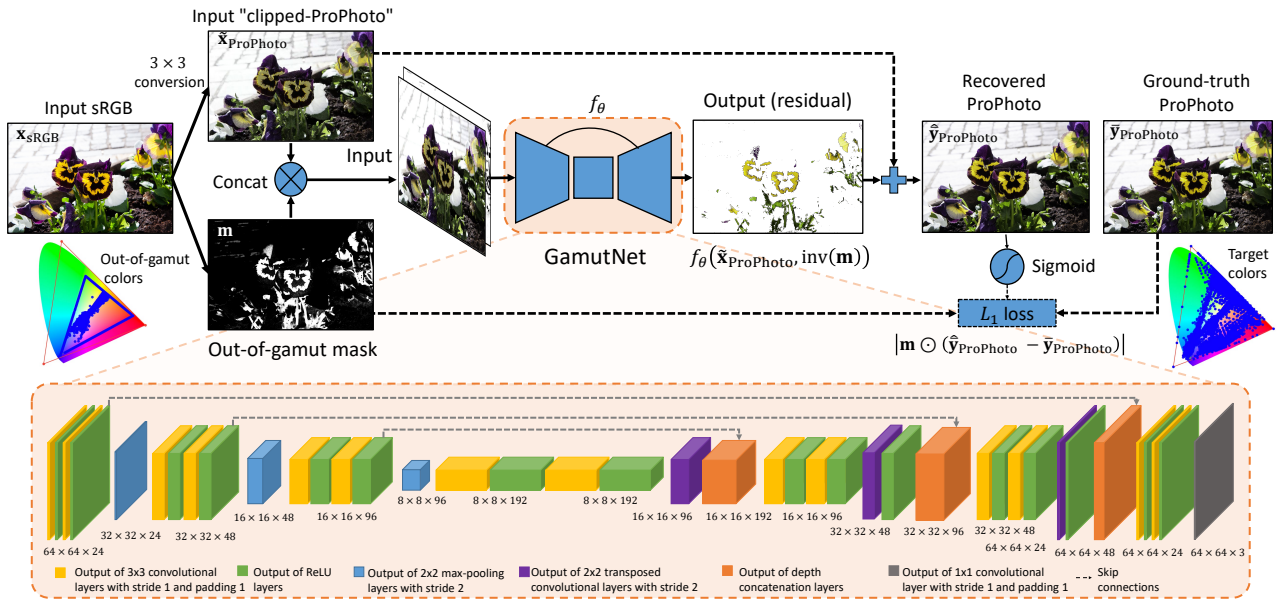 Input "clipped-ProPhoto"
x̃ProPhoto
3 × 3
conversion
Input sRGB
xsRGB
Concat
Input
fθ
GamutNet
Output (residual)
fθ(x̃ProPhoto, inv(m))
Recovered
ProPhoto
ŷ̄ProPhoto
Ground-truth
ProPhoto
ȳProPhoto
Out-of-gamut
colors
m
Out-of-gamut mask
Sigmoid
L1 loss
|m ⊙ (ŷ̄ProPhoto − ȳProPhoto)|
Target
colors
64 × 64 × 24
32 × 32 × 24
32 × 32 × 48
16 × 16 × 48
16 × 16 × 96
8 × 8 × 96
8 × 8 × 192
8 × 8 × 192
16 × 16 × 96
16 × 16 × 192
16 × 16 × 96
32 × 32 × 48
32 × 32 × 96
32 × 32 × 48
64 × 64 × 24
64 × 64 × 48
64 × 64 × 24
64 × 64 × 3
Output of 3x3 convolutional
layers with stride 1 and padding 1
Output of ReLU
layers
Output of 2x2 max-pooling
layers with stride 2
Output of 2x2 transposed
convolutional layers with stride 2
Output of depth
concatenation layers
Output of 1x1 convolutional
layer with stride 1 and padding 1
Skip
connections